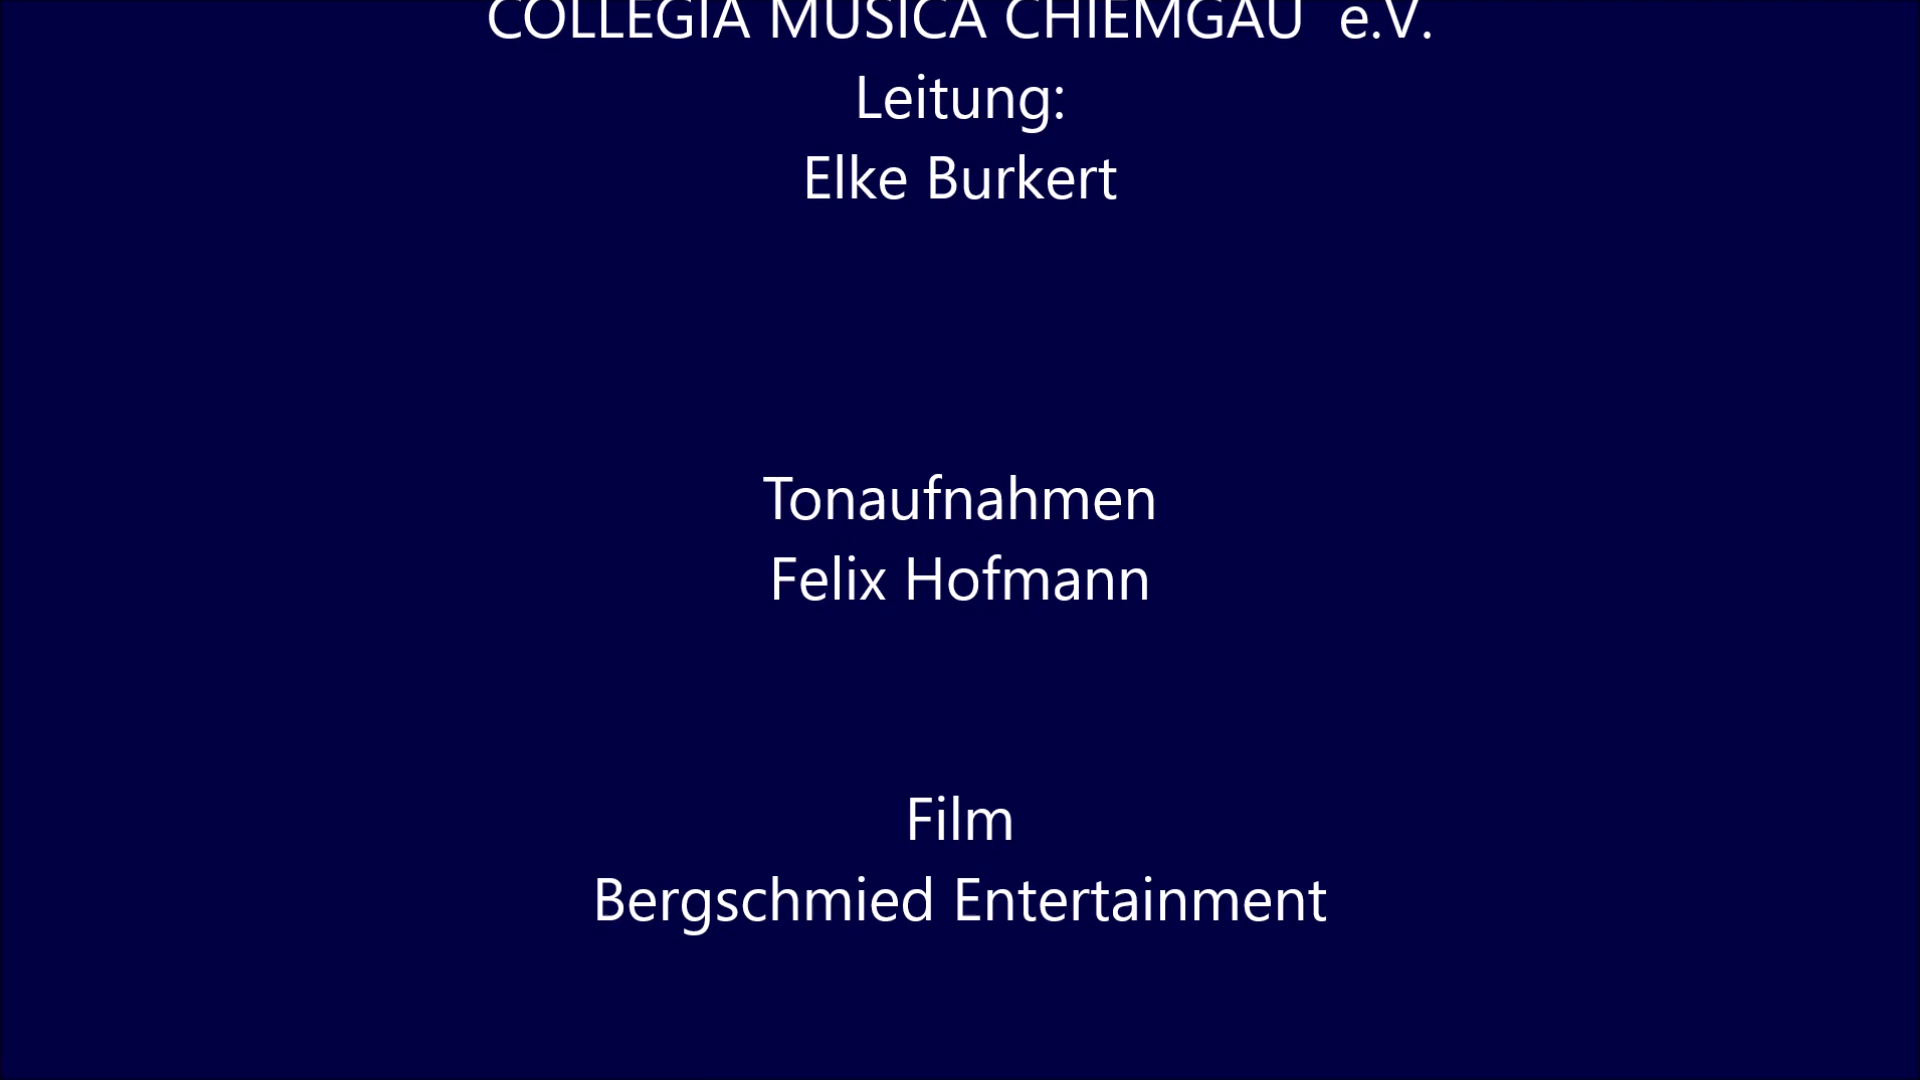 COLLEGIA MUSICA CHIEMGAU e.V.
Leitung:
Elke Burkert
Tonaufnahmen
Felix Hofmann
Film
Bergschmied Entertainment